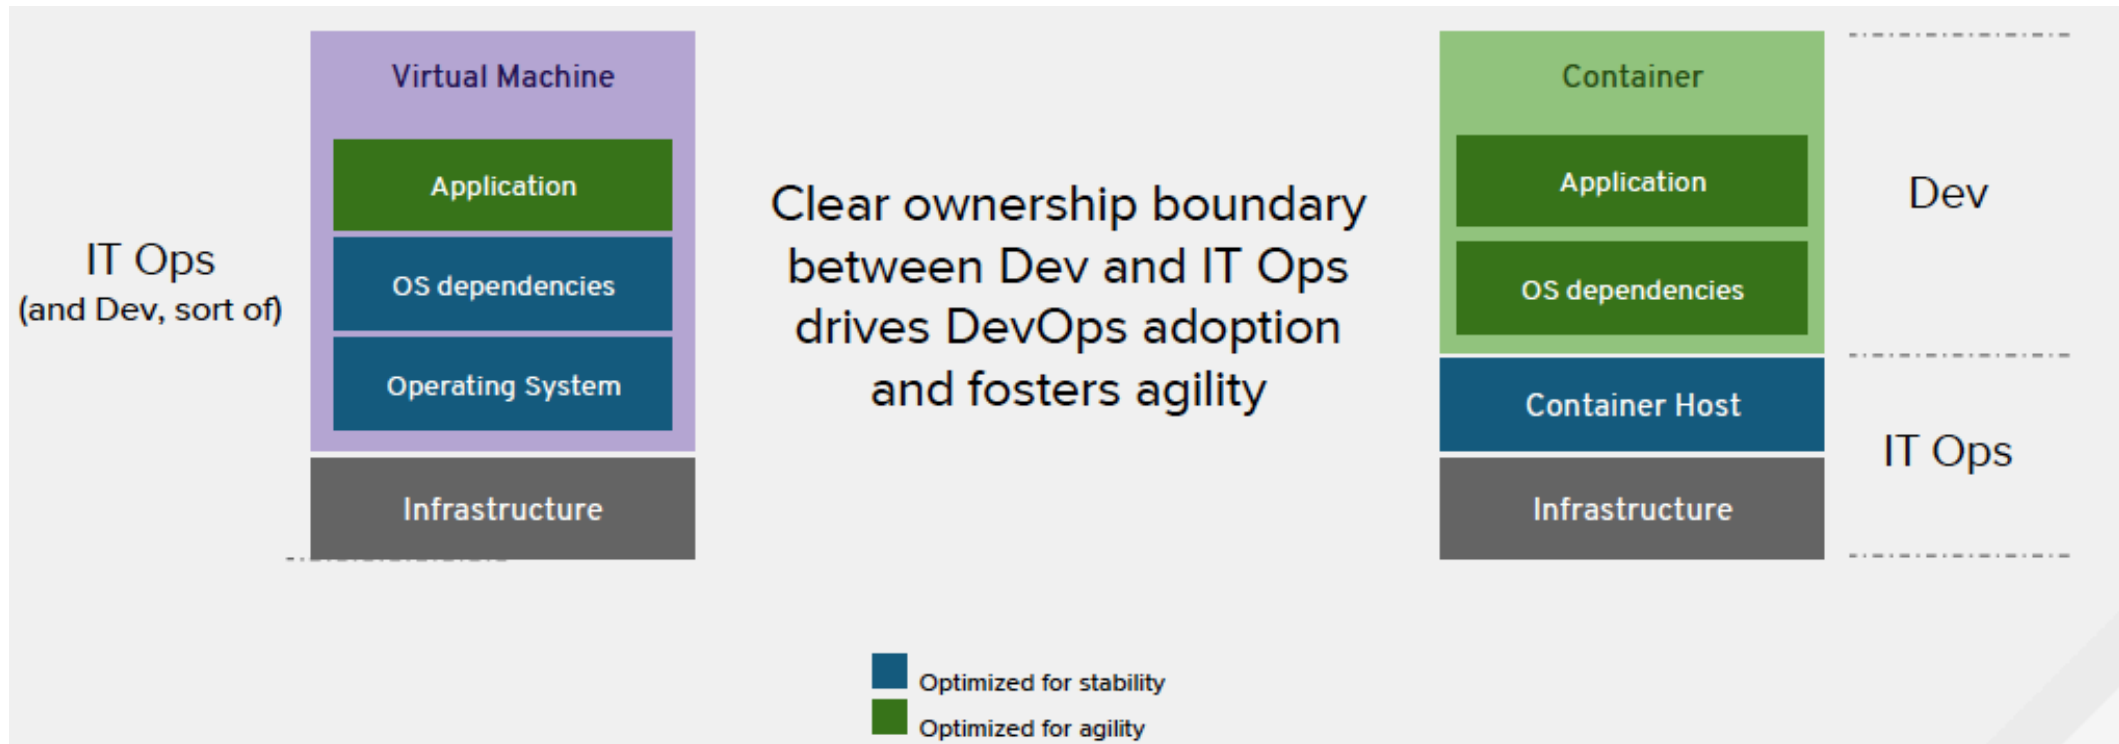 Virtual Machine
Application
OS dependencies
Operating System
Infrastructure
IT Ops
(and Dev, sort of)
Clear ownership boundary
between Dev and IT Ops
drives DevOps adoption
and fosters agility
Container
Application
OS dependencies
Container Host
Infrastructure
Dev
IT Ops
Optimized for stability
Optimized for agility